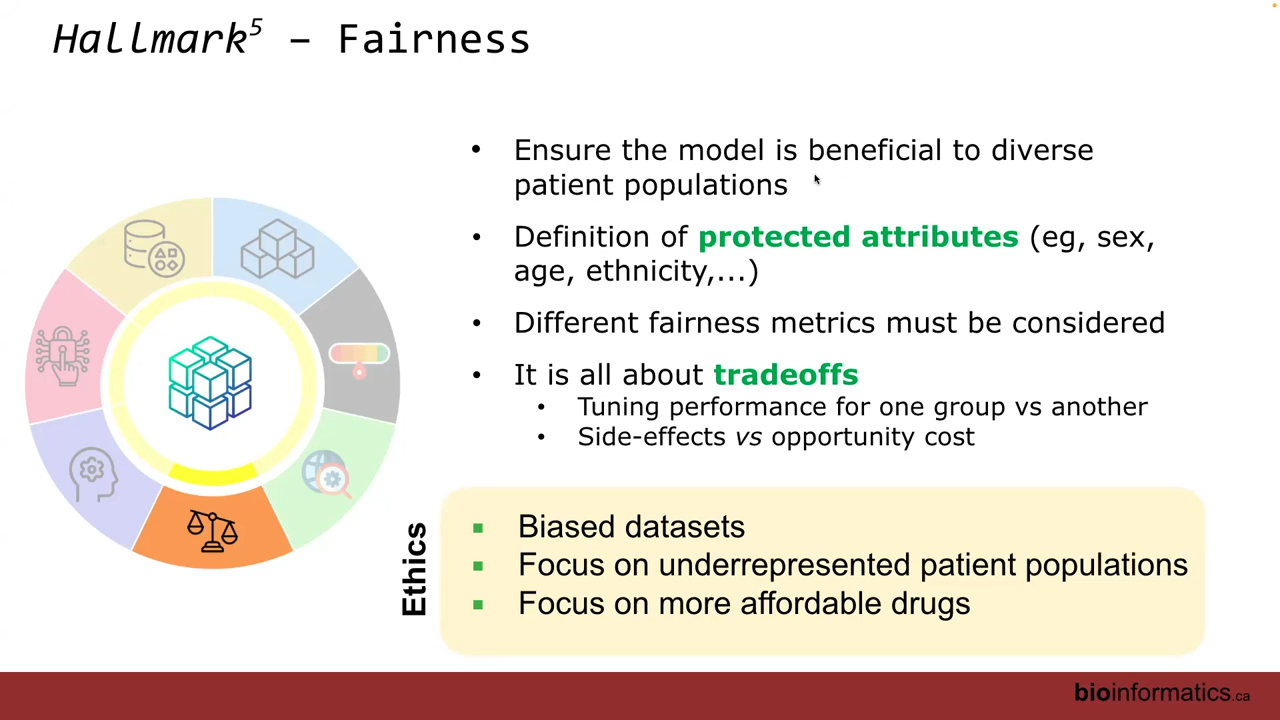 Hallmark5 – Fairness
• Ensure the model is beneficial to diverse
patient populations
• Definition of protected attributes (eg, sex,
age, ethnicity,...)
• Different fairness metrics must be considered
• It is all about tradeoffs
• Tuning performance for one group vs another
• Side-effects vs opportunity cost
Ethics
▪ Biased datasets
▪ Focus on underrepresented patient populations
▪ Focus on more affordable drugs
bioinformatics.ca